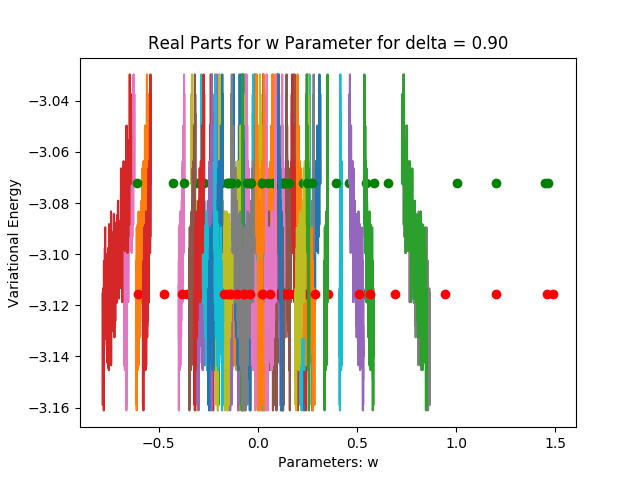 Real Parts for w Parameter for delta = 0.90
Variational Energy
−3.04
−3.06
−3.08
−3.10
−3.12
−3.14
−3.16
−0.5 0.0 0.5 1.0 1.5
Parameters: w